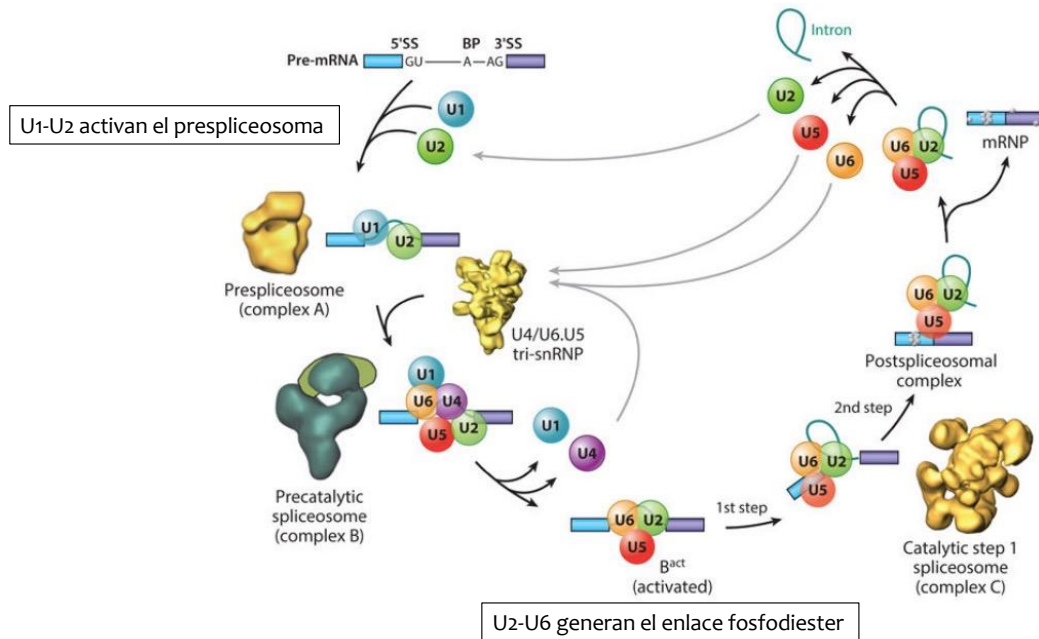 5'SS BP 3'SS
Pre-mRNA GU A AG
U1-U2 activan el prespliceosoma
U1
U2
Intron
U2
U5
U6
U6 U2
U5
mRNP
U1
U2
Prespliceosome
(complex A)
U4/U6.U5
tri-snRNP
U1
U6 U4
U5 U2
Precatalytic
spliceosome
(complex B)
U1
U4
U6 U2
U5
Bact
(activated)
1st step
U6 U2
U5
2nd step
U6 U2
U5
Postspliceosomal
complex
Catalytic step 1
spliceosome
(complex C)
U2-U6 generan el enlace fosfodiester